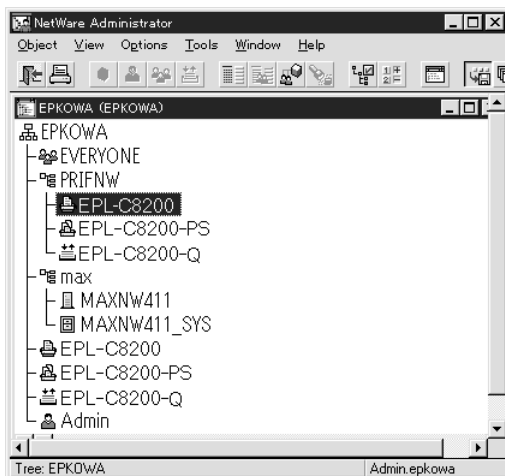 NetWare Administrator
Object View Options Tools Window Help
EPKOWA (EPKOWA)
EPKOWA
EVERYONE
PRIFNW
EPL-C8200
EPL-C8200-PS
EPL-C8200-Q
max
MAXNW411
MAXNW411_SYS
EPL-C8200
EPL-C8200-PS
EPL-C8200-Q
Admin
Tree: EPKOWA Admin.epkowa